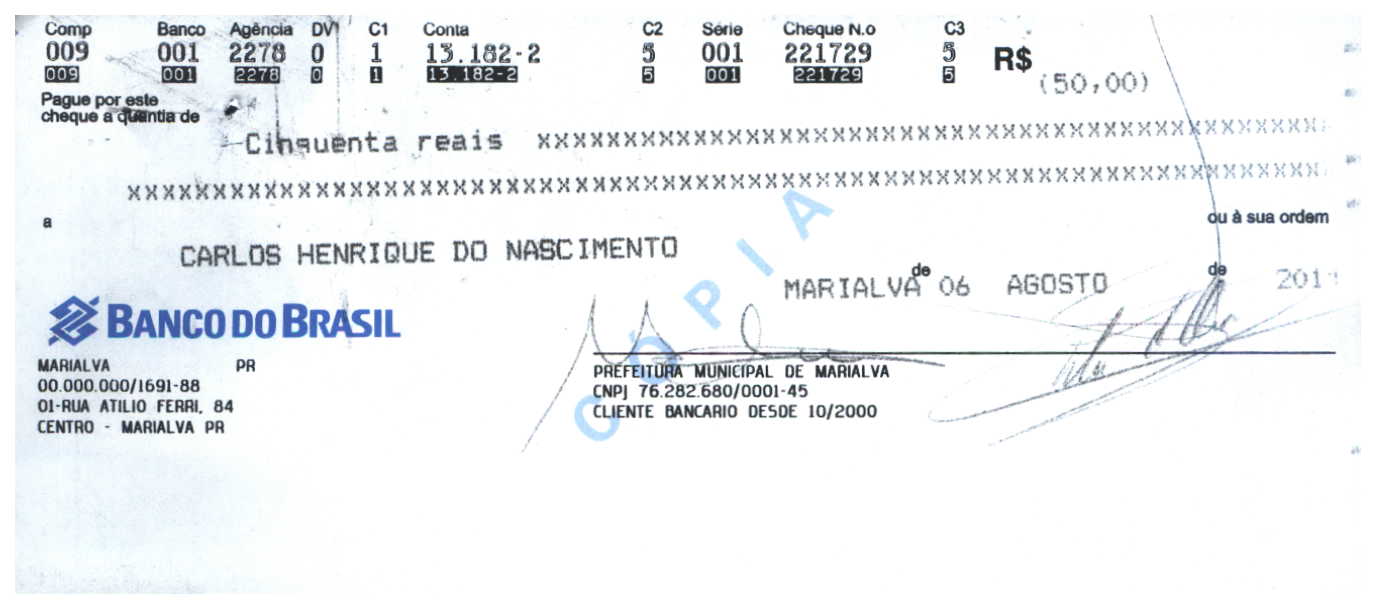 Comp Banco Agência DV1 C1 Conta C2 Série Cheque N.o C3
009 001 2278 0 1 13.182-2 5 001 221729 5 R$
009 001 2278 0 1 13.182-2 5 001 221729 5
(50,00)
Pague por este
cheque a quantia de
Cinquenta reais XXXXXXXXXXXXXXXXXXXXXXXXXXXXXXXXXXXXXXXXXXXXXXXXXXXXXXX
XXXXXXXXXXXXXXXXXXXXXXXXXXXXXXXXXXXXXXXXXXXXXXXXXXXXXXXXXXXXXXXXXXXXXXXX
a ou à sua ordem
CARLOS HENRIQUE DO NASCIMENTO
MARIALVA de 06 AGOSTO de
CÓPIA
BANCO DO BRASIL
MARIALVA PR
00.000.000/1691-88
01-RUA ATILIO FERRI, 84
CENTRO - MARIALVA PR
PREFEITURA MUNICIPAL DE MARIALVA
CNPJ 76.282.680/0001-45
CLIENTE BANCARIO DESDE 10/2000